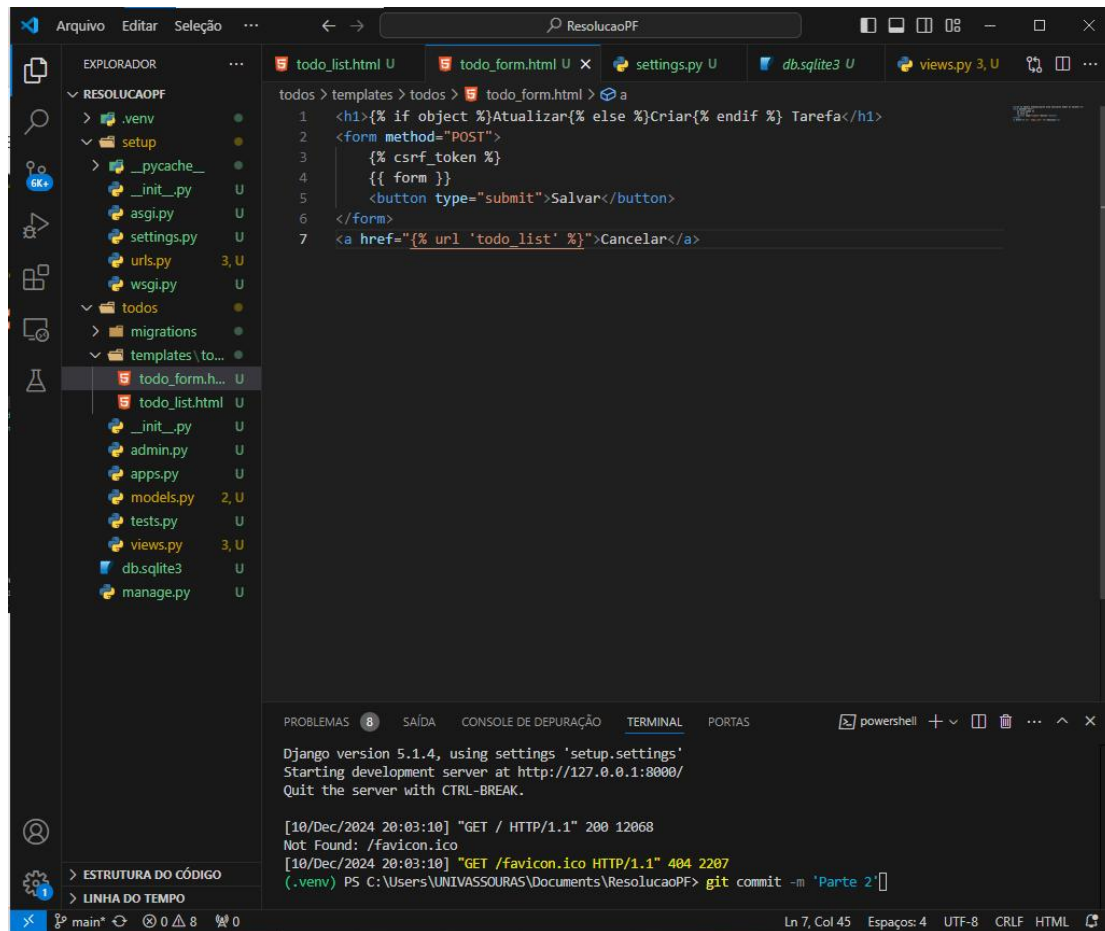 Arquivo Editar Seleção ··· ResolucaoPF
EXPLORADOR ···
RESOLUCAOPF
.venv
setup
__pycache__
__init__.py U
asgi.py U
settings.py U
urls.py 3, U
wsgi.py U
todos
migrations
templates\to...
todo_form.h... U
todo_list.html U
__init__.py U
admin.py U
apps.py U
models.py 2, U
tests.py U
views.py 3, U
db.sqlite3 U
manage.py U
ESTRUTURA DO CÓDIGO
LINHA DO TEMPO
6K+
1
todo_list.html U todo_form.html U settings.py U db.sqlite3 U views.py 3, U ···
todos > templates > todos > todo_form.html > a
1 <h1>{% if object %}Atualizar{% else %}Criar{% endif %} Tarefa</h1>
2 <form method="POST">
3 {% csrf_token %}
4 {{ form }}
5 <button type="submit">Salvar</button>
6 </form>
7 <a href="{% url 'todo_list' %}">Cancelar</a>
PROBLEMAS 8 SAÍDA CONSOLE DE DEPURAÇÃO TERMINAL PORTAS powershell ···
Django version 5.1.4, using settings 'setup.settings'
Starting development server at http://127.0.0.1:8000/
Quit the server with CTRL-BREAK.
[10/Dec/2024 20:03:10] "GET / HTTP/1.1" 200 12068
Not Found: /favicon.ico
[10/Dec/2024 20:03:10] "GET /favicon.ico HTTP/1.1" 404 2207
(.venv) PS C:\Users\UNIVASSOURAS\Documents\ResolucaoPF> git commit -m 'Parte 2'
main* 0 8 0 Ln 7, Col 45 Espaços: 4 UTF-8 CRLF HTML